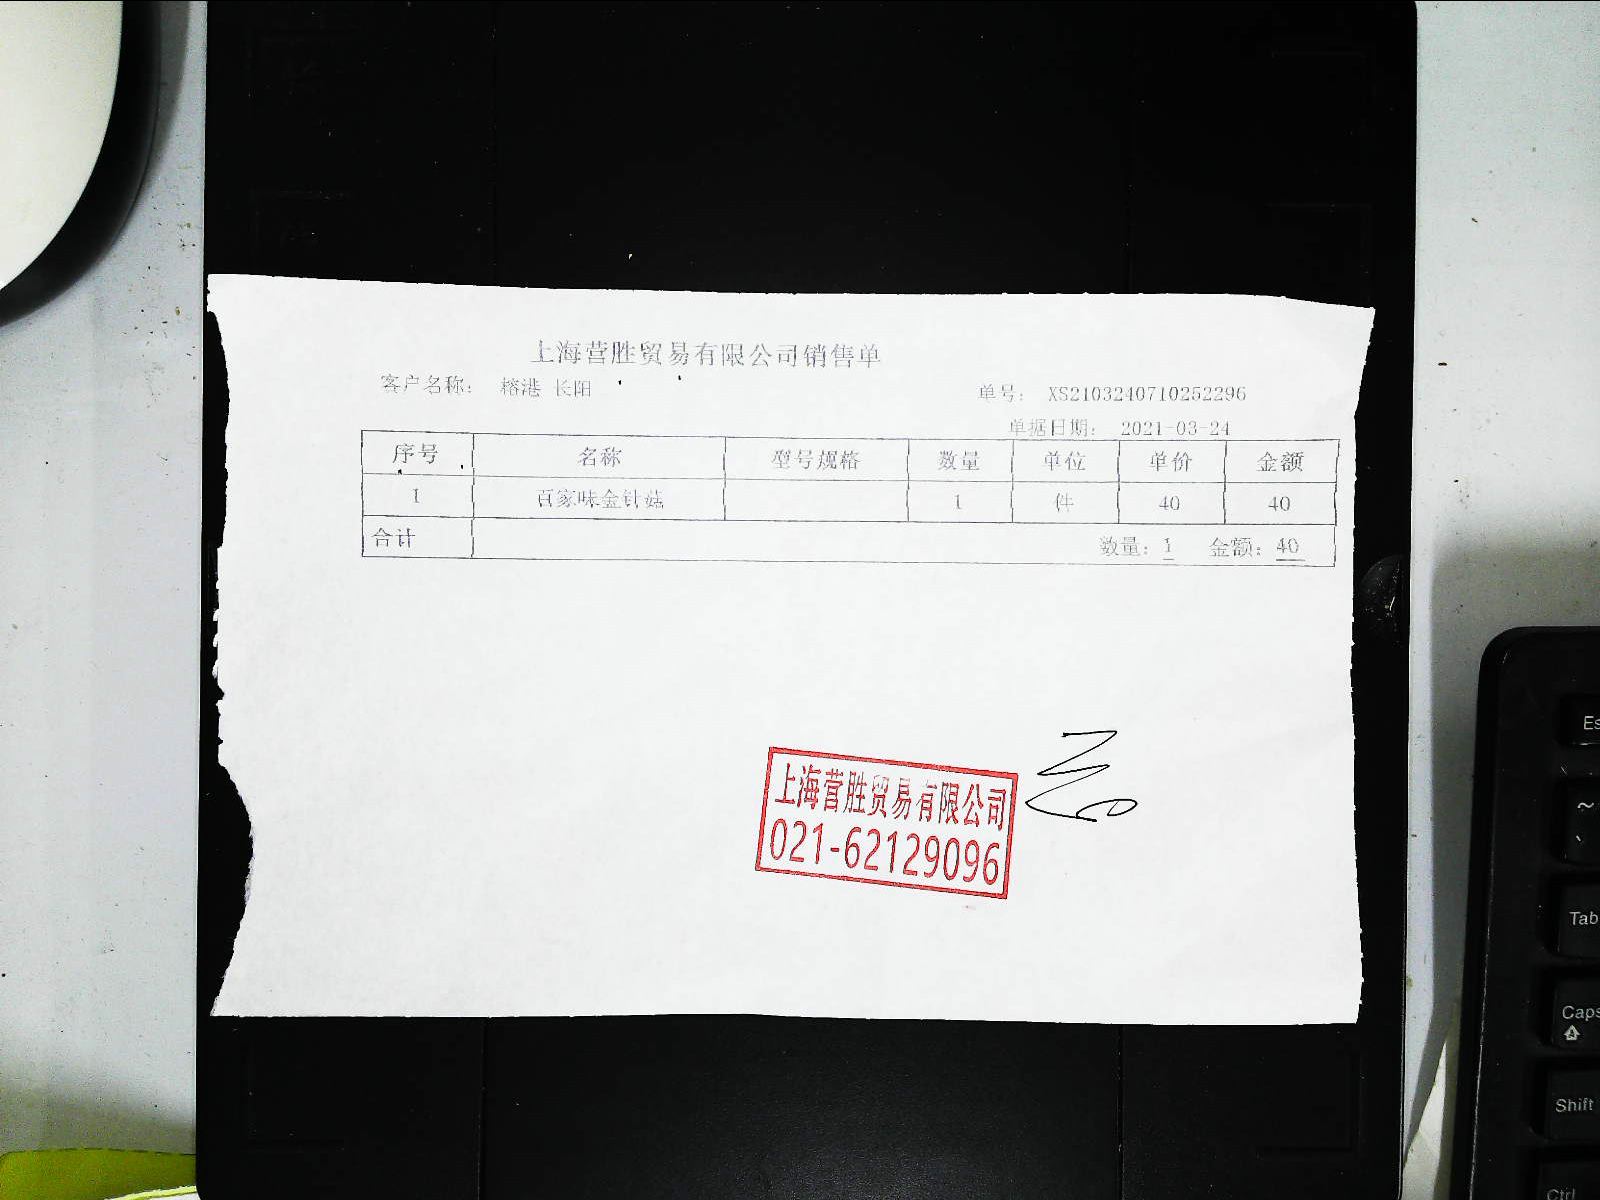 上海营胜贸易有限公司销售单
客户名称： 榕港 长阳
单号： XS2103240710252296
单据日期： 2021-03-24
序号 名称 型号规格 数量 单位 单价 金额
1 百家味金针菇 1 件 40 40
合计 数量：1 金额：40
上海营胜贸易有限公司
021-62129096
Es
~
Tab
Caps
Shift
Ctrl